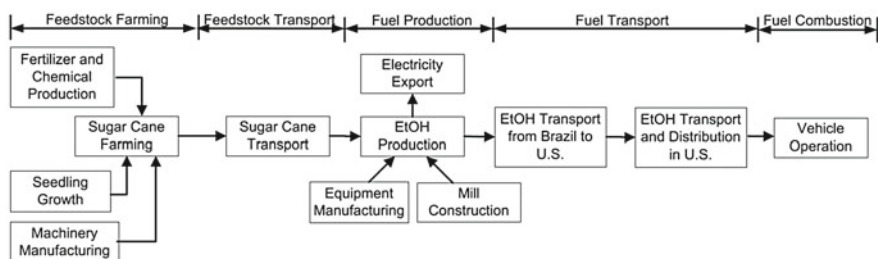 Feedstock Farming
Feedstock Transport
Fuel Production
Fuel Transport
Fuel Combustion
Fertilizer and
Chemical
Production
Electricity
Export
Sugar Cane
Farming
Sugar Cane
Transport
EtOH
Production
EtOH Transport
from Brazil to
U.S.
EtOH Transport
and Distribution
in U.S.
Vehicle
Operation
Seedling
Growth
Equipment
Manufacturing
Mill
Construction
Machinery
Manufacturing